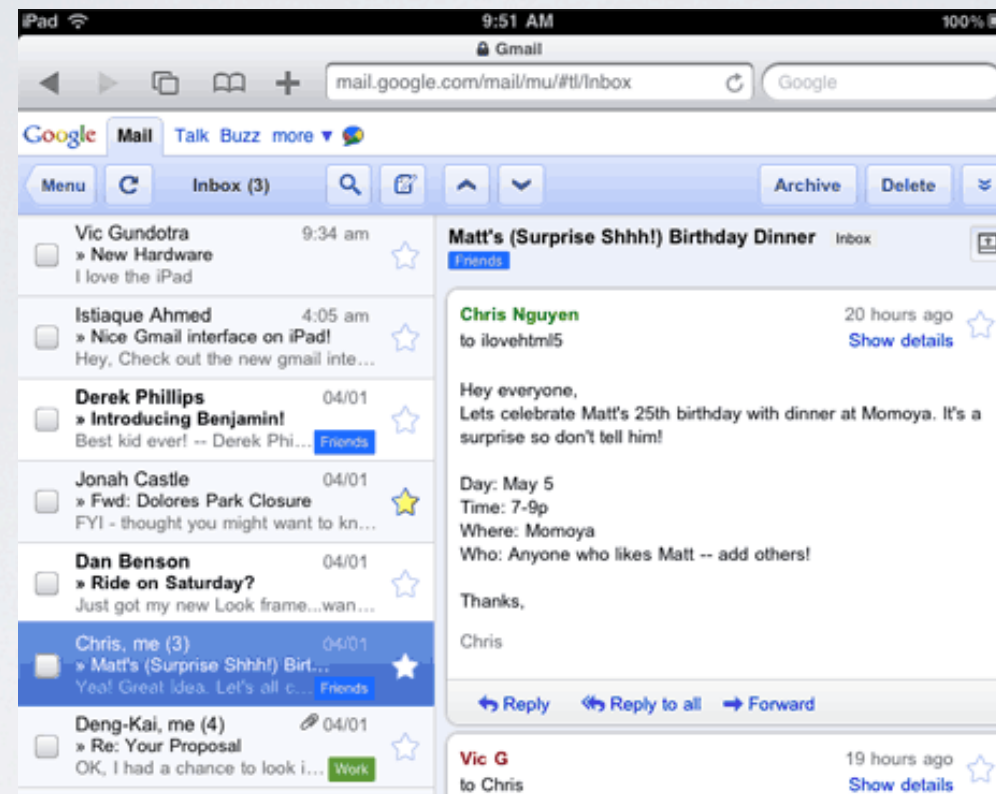 iPad 9:51 AM 100%
Gmail
mail.google.com/mail/mu/#tl/Inbox Google
Google Mail Talk Buzz more ▼
Menu Inbox (3) Archive Delete
Vic Gundotra 9:34 am
» New Hardware
I love the iPad
Istiaque Ahmed 4:05 am
» Nice Gmail interface on iPad!
Hey, Check out the new gmail inte...
Derek Phillips 04/01
» Introducing Benjamin!
Best kid ever! -- Derek Phi... Friends
Jonah Castle 04/01
» Fwd: Dolores Park Closure
FYI - thought you might want to kn...
Dan Benson 04/01
» Ride on Saturday?
Just got my new Look frame...wan...
Chris, me (3) 04/01
» Matt's (Surprise Shhh!) Birt...
Yea! Great Idea. Let's all c... Friends
Deng-Kai, me (4) 04/01
» Re: Your Proposal
OK, I had a chance to look i... Work
Matt's (Surprise Shhh!) Birthday Dinner Inbox
Friends
Chris Nguyen 20 hours ago
to ilovehtml5 Show details
Hey everyone,
Lets celebrate Matt's 25th birthday with dinner at Momoya. It's a
surprise so don't tell him!
Day: May 5
Time: 7-9p
Where: Momoya
Who: Anyone who likes Matt -- add others!
Thanks,
Chris
Reply Reply to all Forward
Vic G 19 hours ago
to Chris Show details